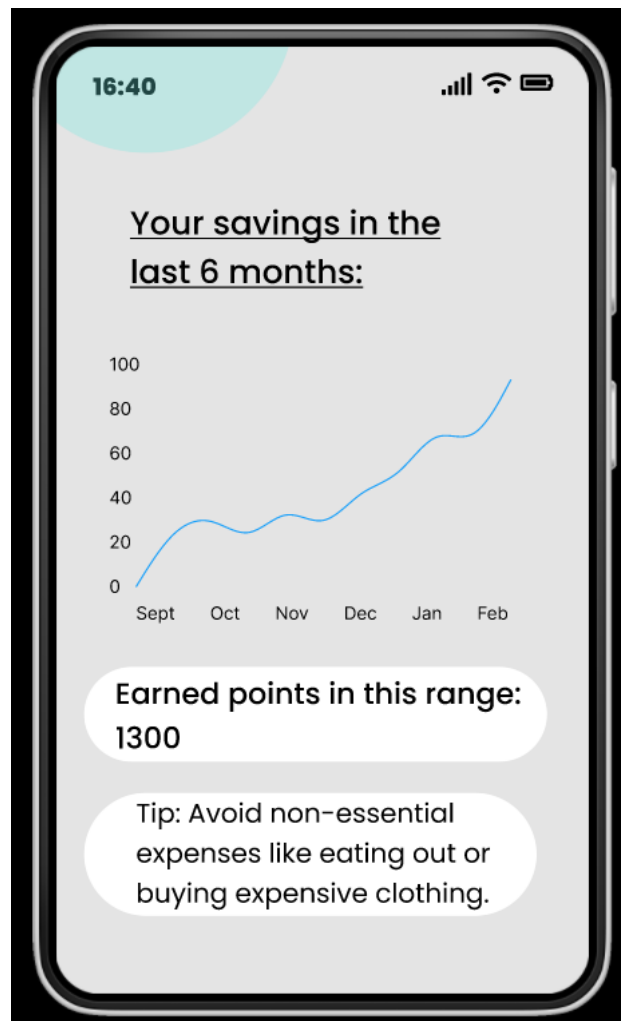 16:40
Your savings in the
last 6 months:
100
80
60
40
20
0
Sept Oct Nov Dec Jan Feb
Earned points in this range:
1300
Tip: Avoid non-essential
expenses like eating out or
buying expensive clothing.